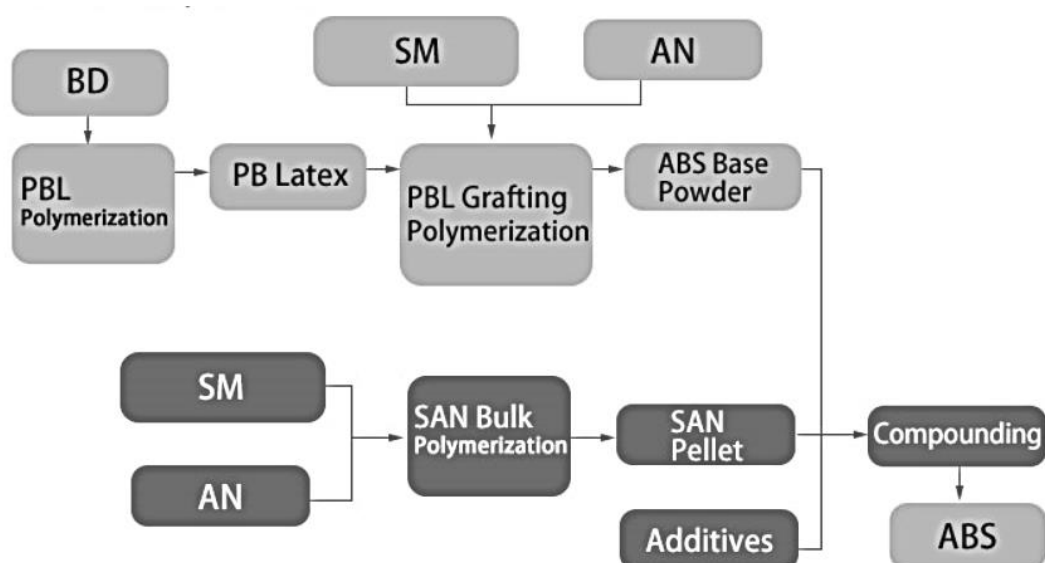 SM
AN
BD
PBL
Polymerization
PB Latex
PBL Grafting
Polymerization
ABS Base
Powder
SM
AN
SAN Bulk
Polymerization
SAN
Pellet
Compounding
Additives
ABS